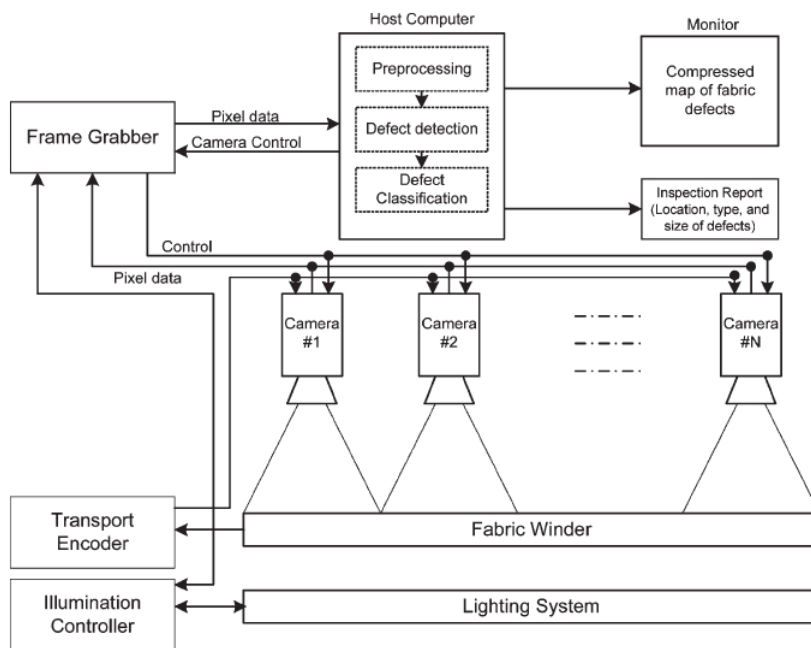 Host Computer
Monitor
Preprocessing
Compressed
map of fabric
defects
Pixel data
Frame Grabber
Defect detection
Camera Control
Defect
Classification
Inspection Report
(Location, type, and
size of defects)
Control
Pixel data
Camera
#1
Camera
#2
Camera
#N
Transport
Encoder
Fabric Winder
Illumination
Controller
Lighting System